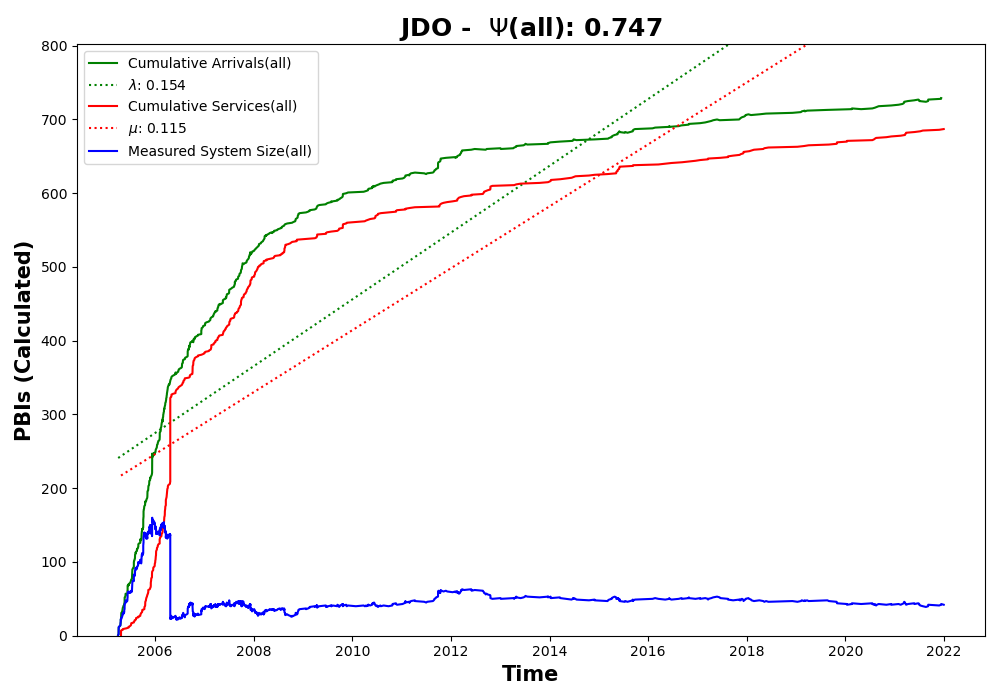 JDO - Ψ(all): 0.747
Cumulative Arrivals(all)
λ: 0.154
Cumulative Services(all)
μ: 0.115
Measured System Size(all)
PBIs (Calculated)
800
700
600
500
400
300
200
100
0
2006 2008 2010 2012 2014 2016 2018 2020 2022
Time